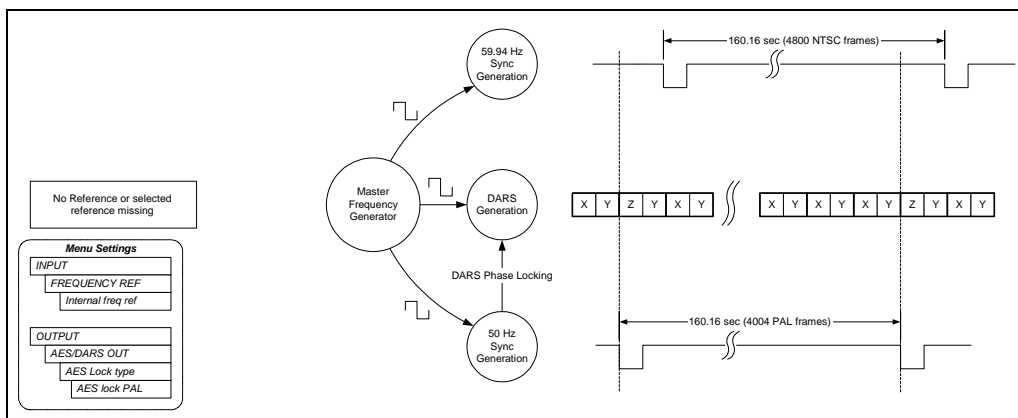 59.94 Hz
Sync
Generation
160.16 sec (4800 NTSC frames)
No Reference or selected
reference missing
Master
Frequency
Generator
DARS
Generation
X Y Z Y X Y
X Y X Y X Y Z Y X Y
Menu Settings
INPUT
FREQUENCY REF
Internal freq ref
OUTPUT
AES/DARS OUT
AES Lock type
AES lock PAL
DARS Phase Locking
50 Hz
Sync
Generation
160.16 sec (4004 PAL frames)